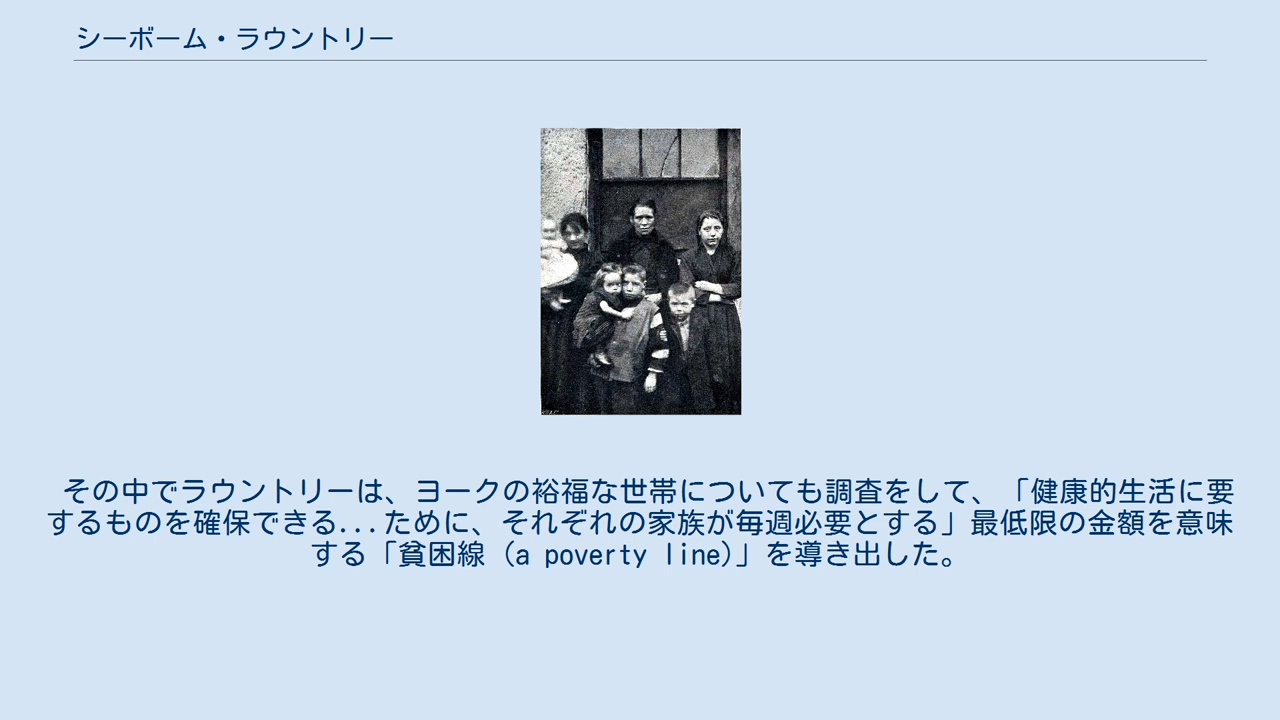 シーボーム・ラウントリー
その中でラウントリーは、ヨークの裕福な世帯についても調査をして、「健康的生活に要
するものを確保できる...ために、それぞれの家族が毎週必要とする」最低限の金額を意味
する「貧困線 (a poverty line)」を導き出した。